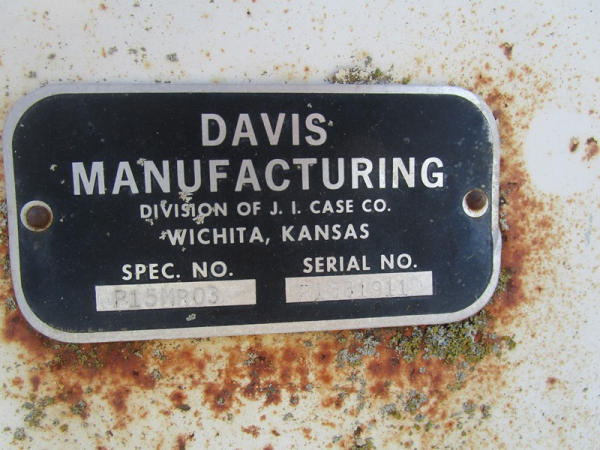 DAVIS
MANUFACTURING
DIVISION OF J. I. CASE CO.
WICHITA, KANSAS
SPEC. NO. SERIAL NO.
P15MR03